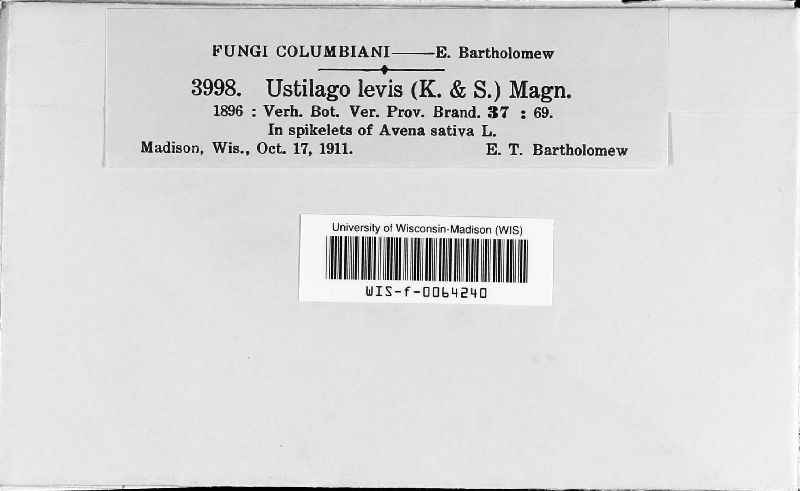 FUNGI COLUMBIANI——E. Bartholomew
3998. Ustilago levis (K. & S.) Magn.
1896 : Verh. Bot. Ver. Prov. Brand. 37 : 69.
In spikelets of Avena sativa L.
Madison, Wis., Oct. 17, 1911. E. T. Bartholomew
University of Wisconsin-Madison (WIS)
WIS-f-0064240